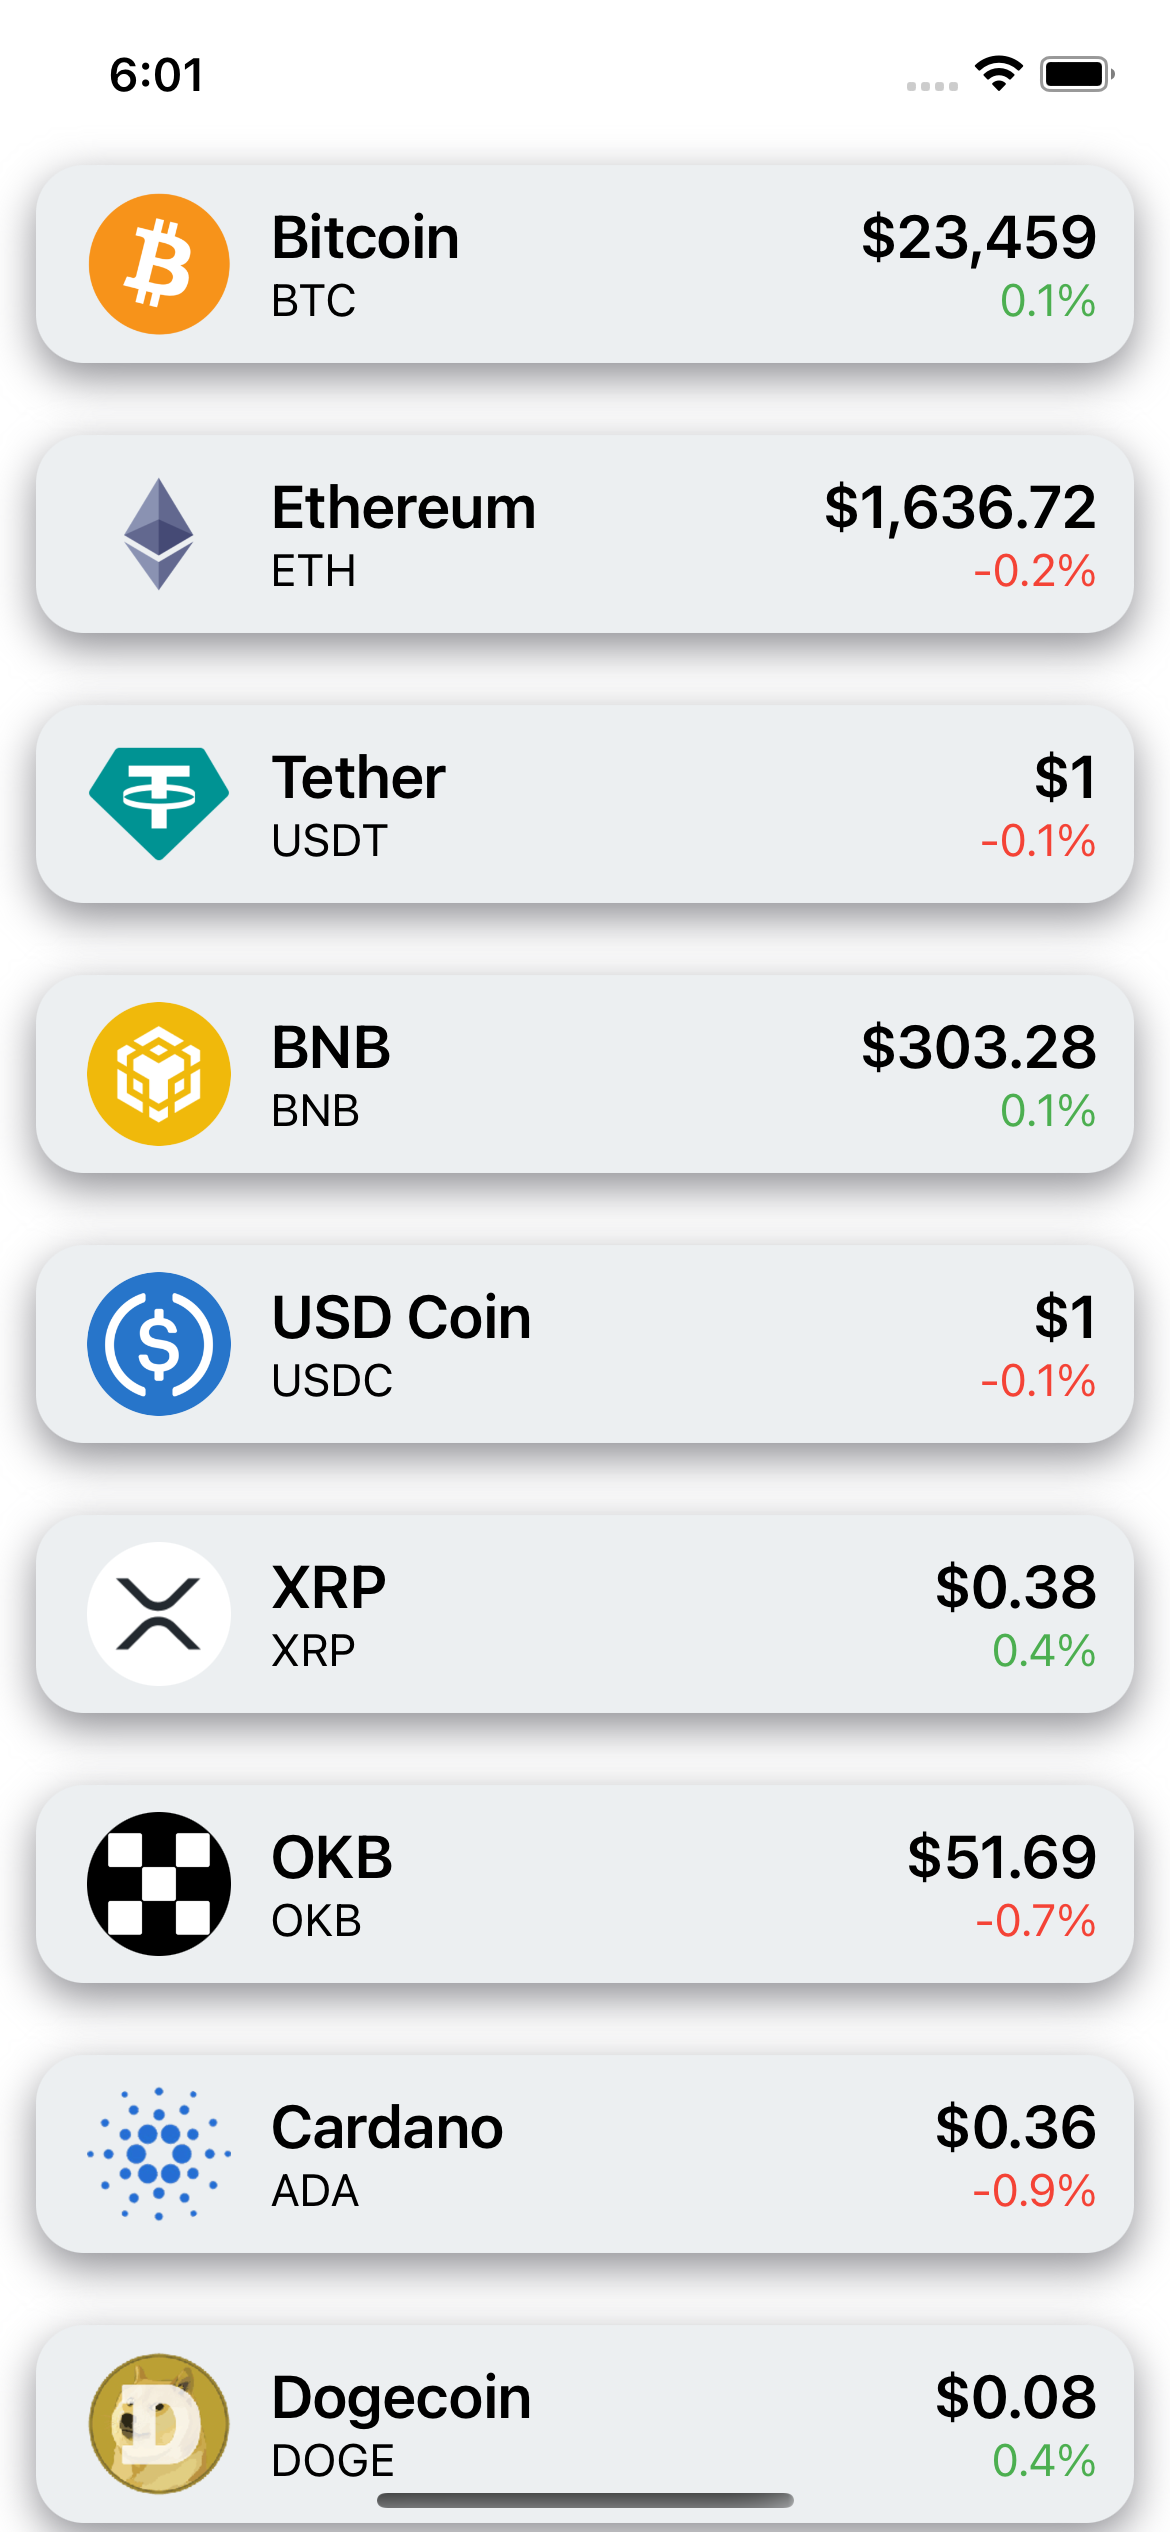 6:01
Bitcoin
$23,459
BTC
0.1%
Ethereum
$1,636.72
ETH
-0.2%
Tether
$1
USDT
-0.1%
BNB
$303.28
BNB
0.1%
USD Coin
$1
USDC
-0.1%
XRP
$0.38
XRP
0.4%
OKB
$51.69
OKB
-0.7%
Cardano
$0.36
ADA
-0.9%
Dogecoin
$0.08
DOGE
0.4%